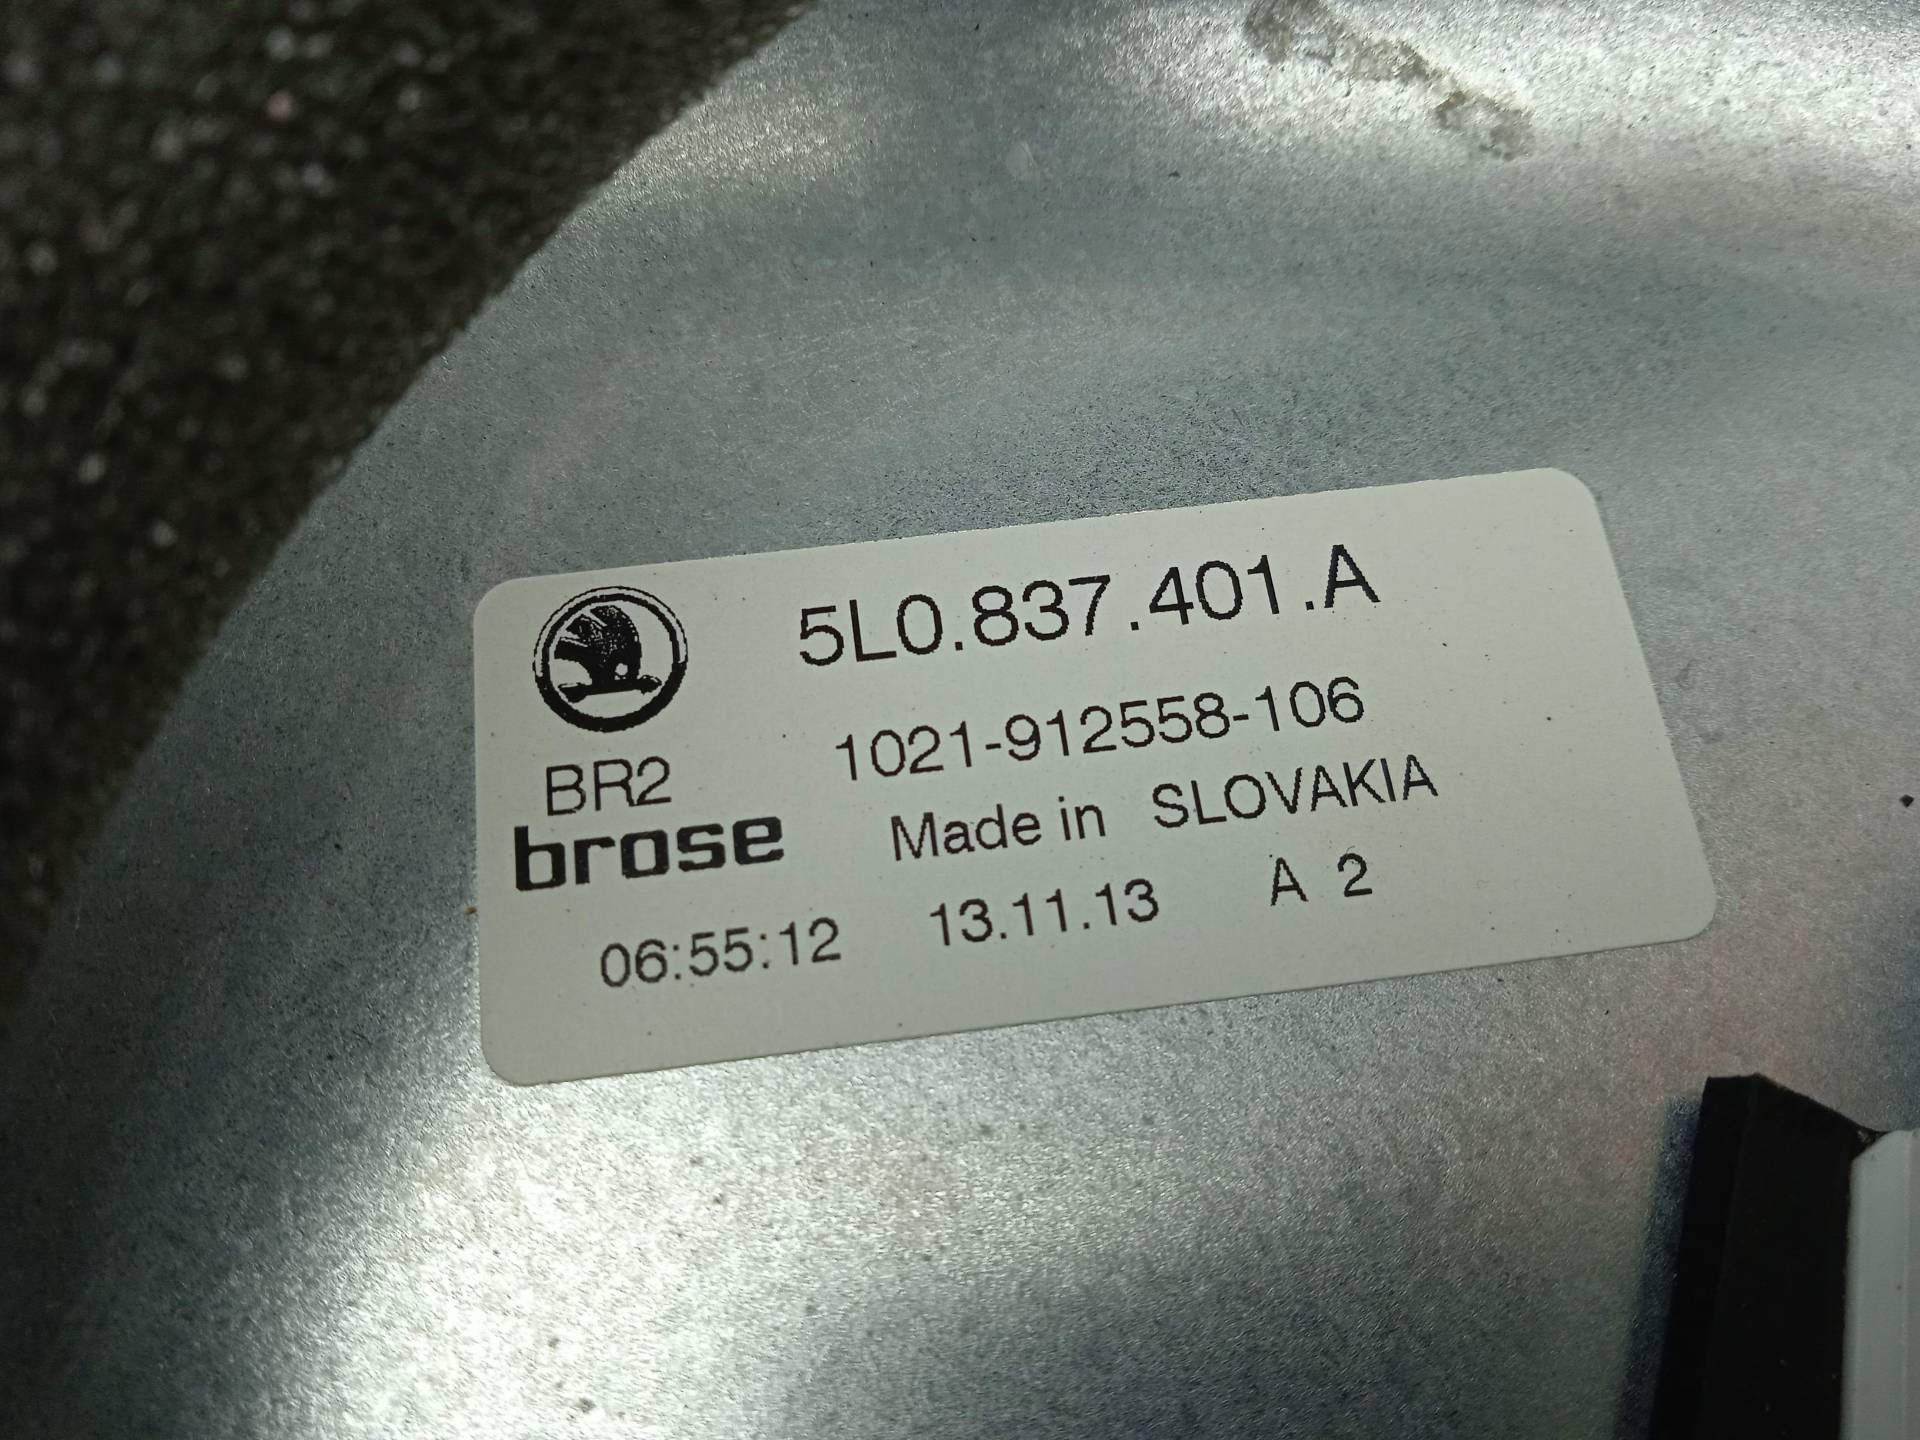 5L0.837.401.A
1021-912558-106
BR2
brose
Made in SLOVAKIA
06:55:12 13.11.13 A 2